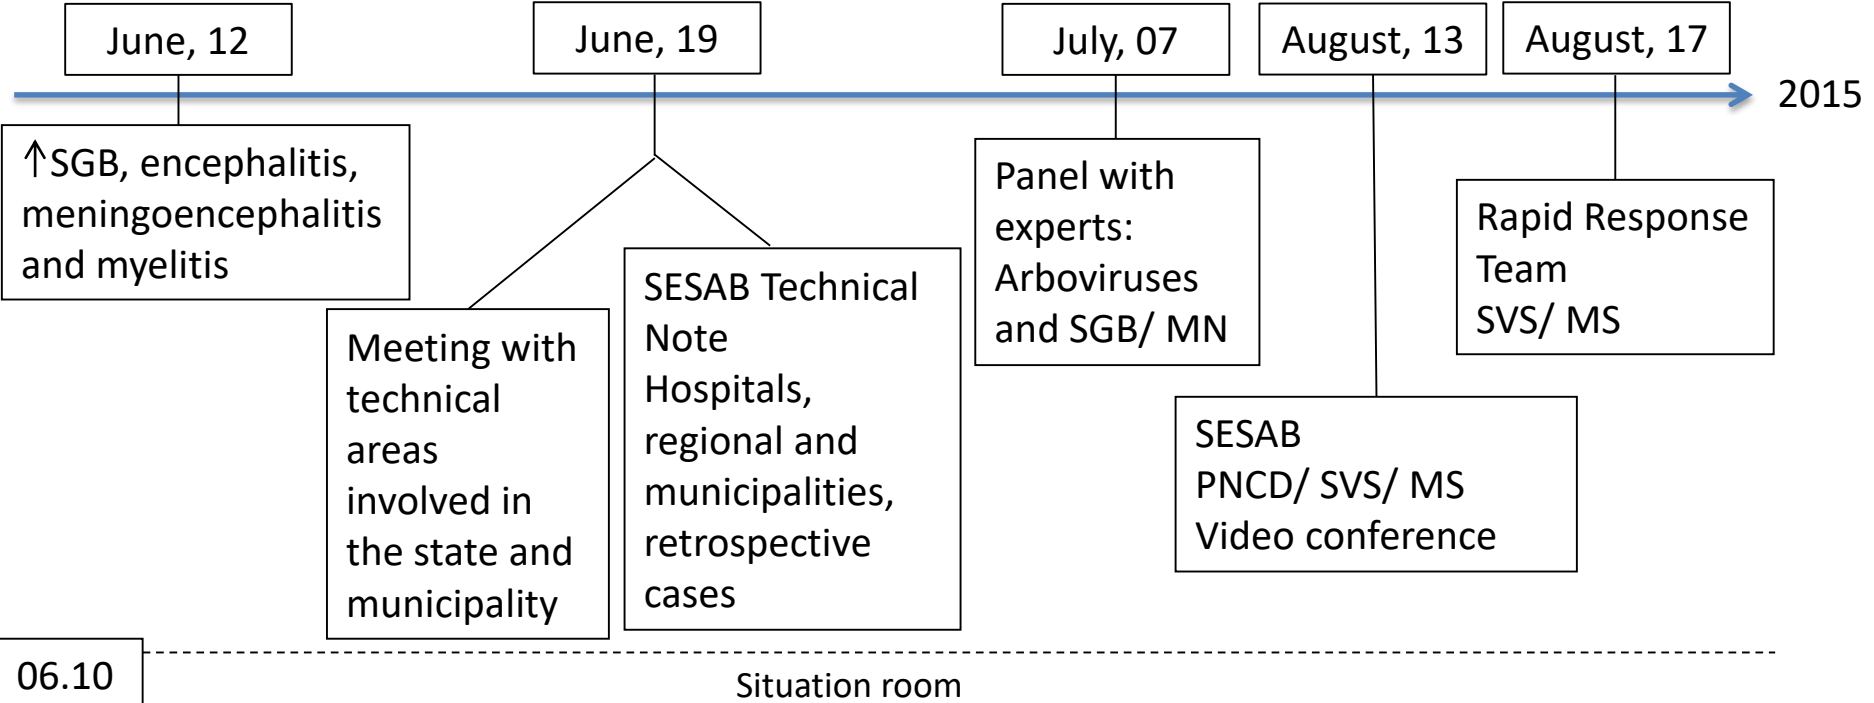 June, 12
June, 19
July, 07
August, 13
August, 17
2015
↑SGB, encephalitis,
meningoencephalitis
and myelitis
Meeting with
technical
areas
involved in
the state and
municipality
SESAB Technical
Note
Hospitals,
regional and
municipalities,
retrospective
cases
Panel with
experts:
Arboviruses
and SGB/ MN
SESAB
PNCD/ SVS/ MS
Video conference
Rapid Response
Team
SVS/ MS
06.10
Situation room